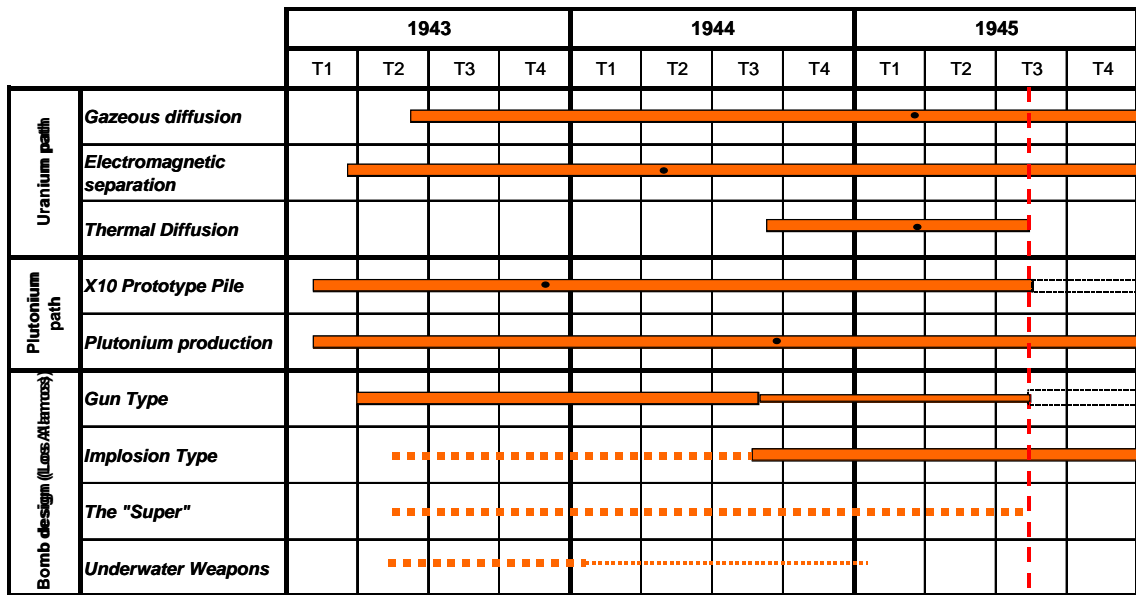 1943 1944 1945
T1 T2 T3 T4 T1 T2 T3 T4 T1 T2 T3 T4
Uranium path
Gazeous diffusion
Electromagnetic
separation
Thermal Diffusion
Plutonium
path
X10 Prototype Pile
Plutonium production
Bomb design (Los Alamos)
Gun Type
Implosion Type
The "Super"
Underwater Weapons